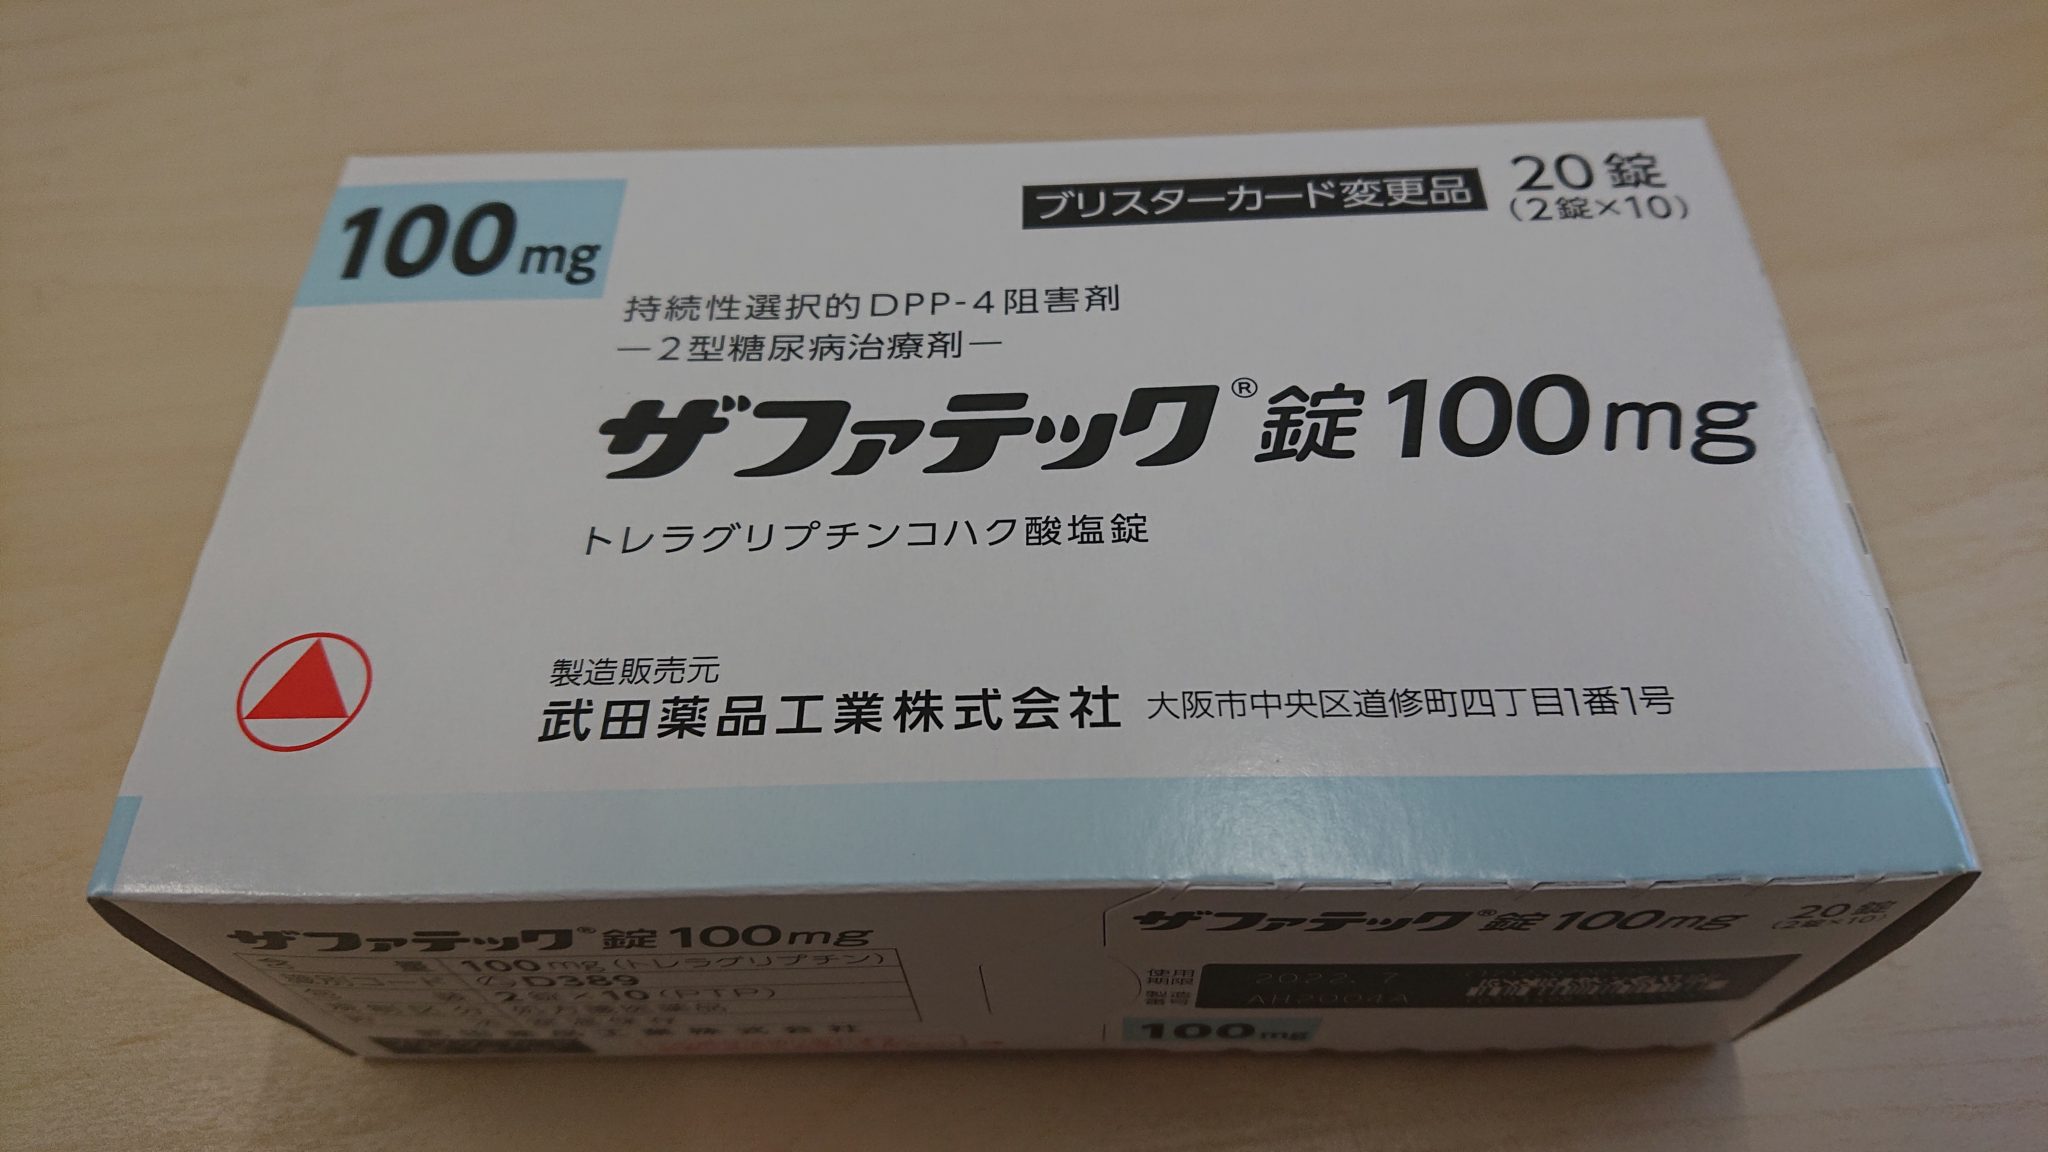 100mg
ブリスターカード変更品
20錠
(2錠×10)
持続性選択的DPP-4阻害剤
―2型糖尿病治療剤―
ザファテック®錠100mg
トレラグリプチンコハク酸塩錠
製造販売元
武田薬品工業株式会社 大阪市中央区道修町四丁目1番1号
ザファテック®錠100mg
100mg(トレラグリプチン)
D389
2錠×10(PTP)
ザファテック®錠100mg
20錠
(2錠×10)
使用期限 2022.7
製造番号 AH2004A
100mg